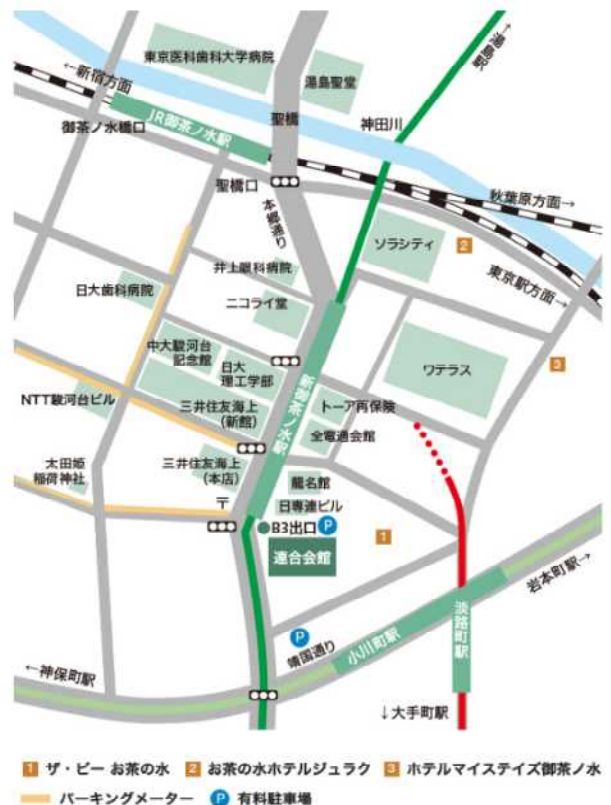 東京医科歯科大学病院
湯島聖堂
↑湯島駅
←新宿方面
JR御茶ノ水駅
聖橋
神田川
御茶ノ水橋口
聖橋口
本郷通り
秋葉原方面→
ソラシティ
2
東京駅方面→
井上眼科病院
日大歯科病院
ニコライ堂
3
中大駿河台
記念館
日大
理工学部
新御茶ノ水駅
ワテラス
NTT駿河台ビル
三井住友海上
(新館)
トーア再保険
全電通会館
太田姫
稲荷神社
三井住友海上
(本店)
龍名館
〒
日専連ビル
B3出口
P
1
連合会館
岩本町駅→
P
靖国通り
小川町駅
淡路町駅
←神保町駅
↓大手町駅
1 ザ・ビー お茶の水 2 お茶の水ホテルジュラク 3 ホテルマイステイズ御茶ノ水
パーキングメーター P 有料駐車場